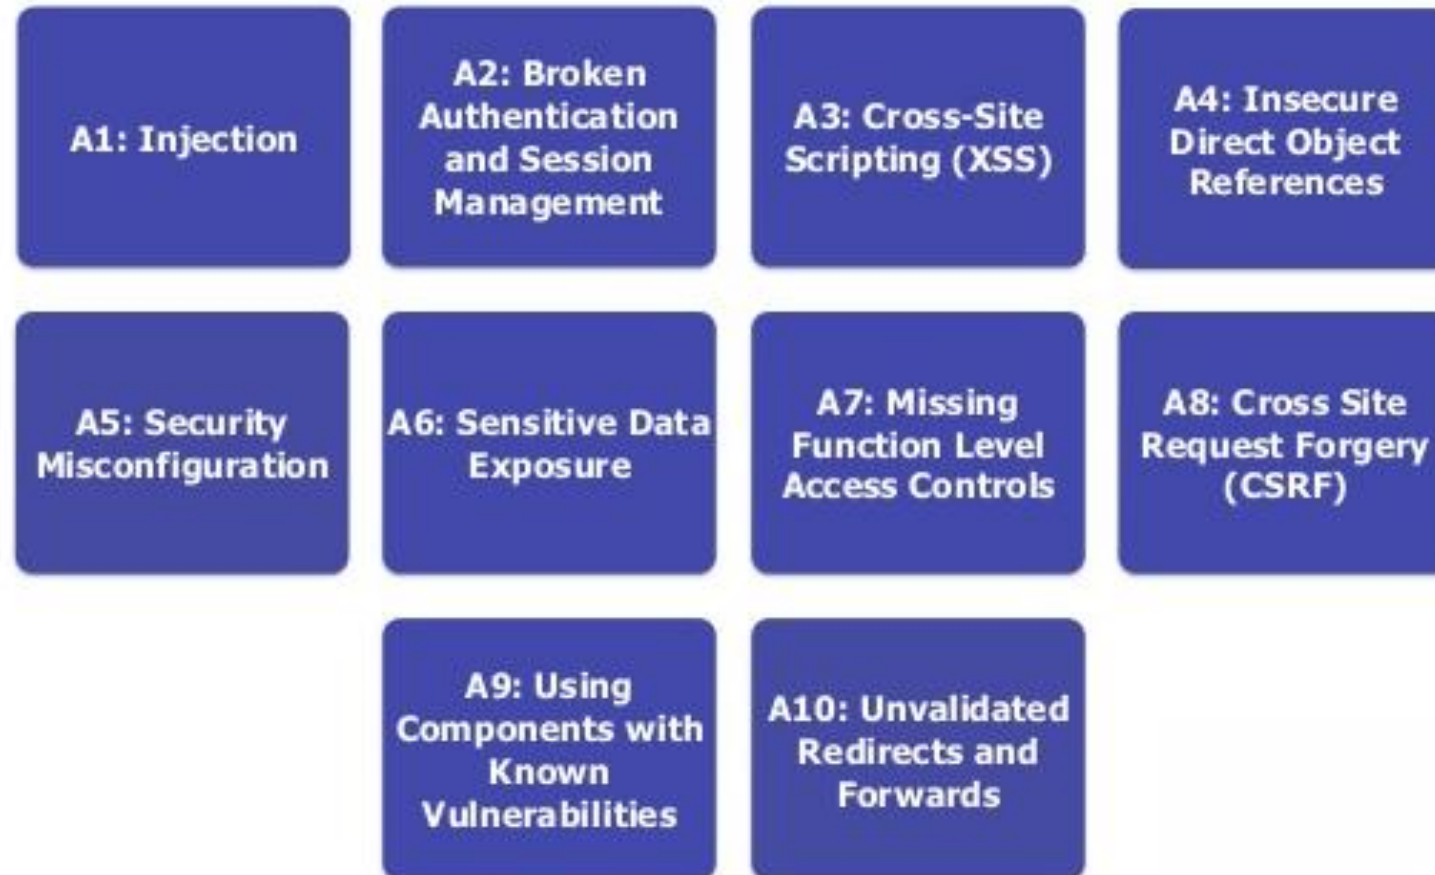 A1: Injection
A2: Broken
Authentication
and Session
Management
A3: Cross-Site
Scripting (XSS)
A4: Insecure
Direct Object
References
A5: Security
Misconfiguration
A6: Sensitive Data
Exposure
A7: Missing
Function Level
Access Controls
A8: Cross Site
Request Forgery
(CSRF)
A9: Using
Components with
Known
Vulnerabilities
A10: Unvalidated
Redirects and
Forwards